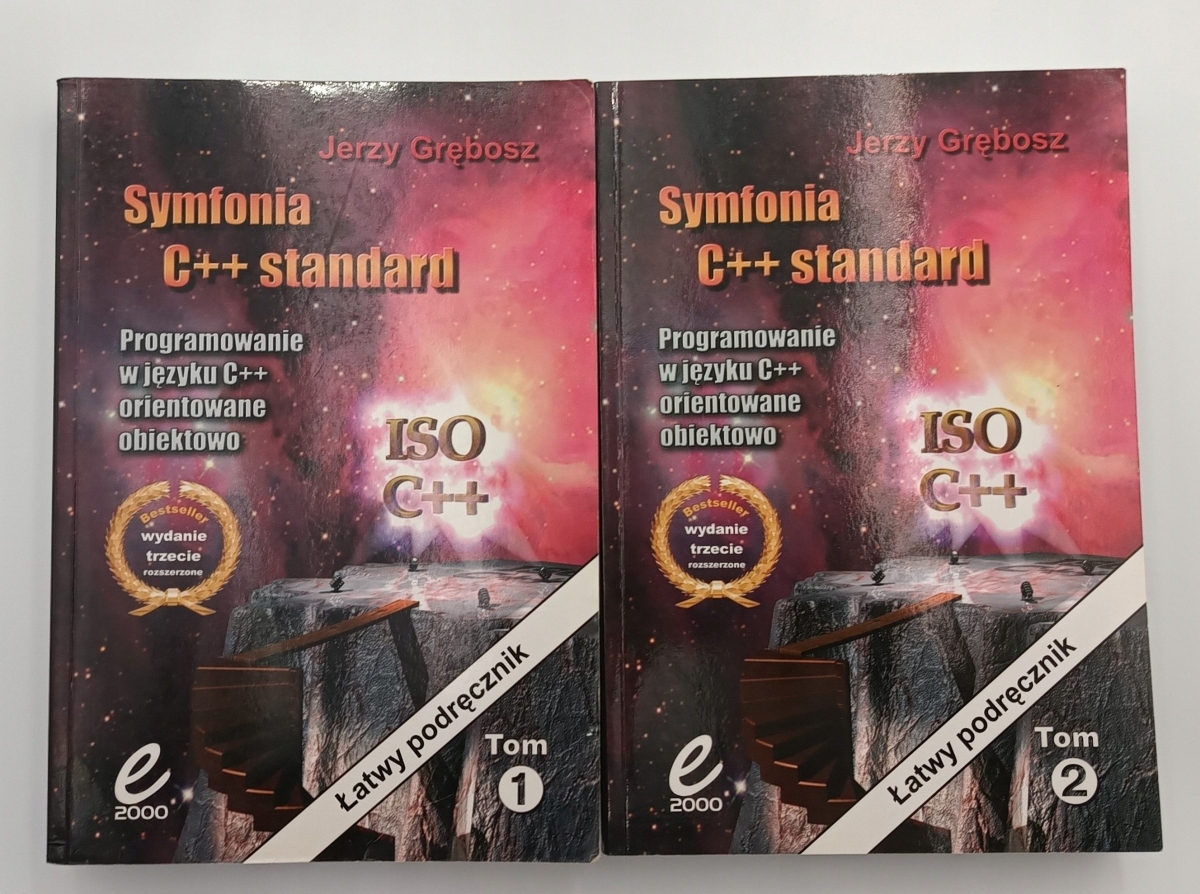 Jerzy Grębosz
Symfonia
C++ standard
Programowanie
w języku C++
orientowane
obiektowo
ISO
C++
Bestseller
wydanie
trzecie
rozszerzone
Łatwy podręcznik
Tom
1
e
2000
Jerzy Grębosz
Symfonia
C++ standard
Programowanie
w języku C++
orientowane
obiektowo
ISO
C++
Bestseller
wydanie
trzecie
rozszerzone
Łatwy podręcznik
Tom
2
e
2000